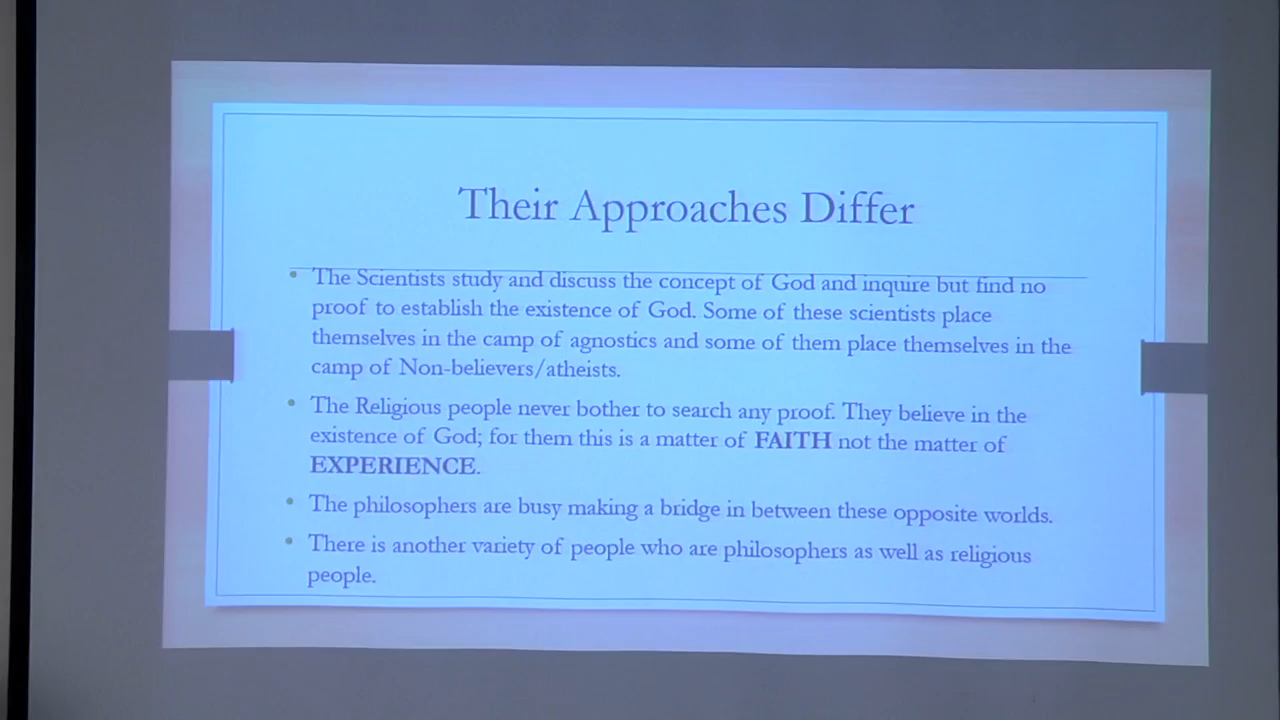 Their Approaches Differ
• The Scientists study and discuss the concept of God and inquire but find no
proof to establish the existence of God. Some of these scientists place
themselves in the camp of agnostics and some of them place themselves in the
camp of Non-believers/atheists.
• The Religious people never bother to search any proof. They believe in the
existence of God; for them this is a matter of FAITH not the matter of
EXPERIENCE.
• The philosophers are busy making a bridge in between these opposite worlds.
• There is another variety of people who are philosophers as well as religious
people.